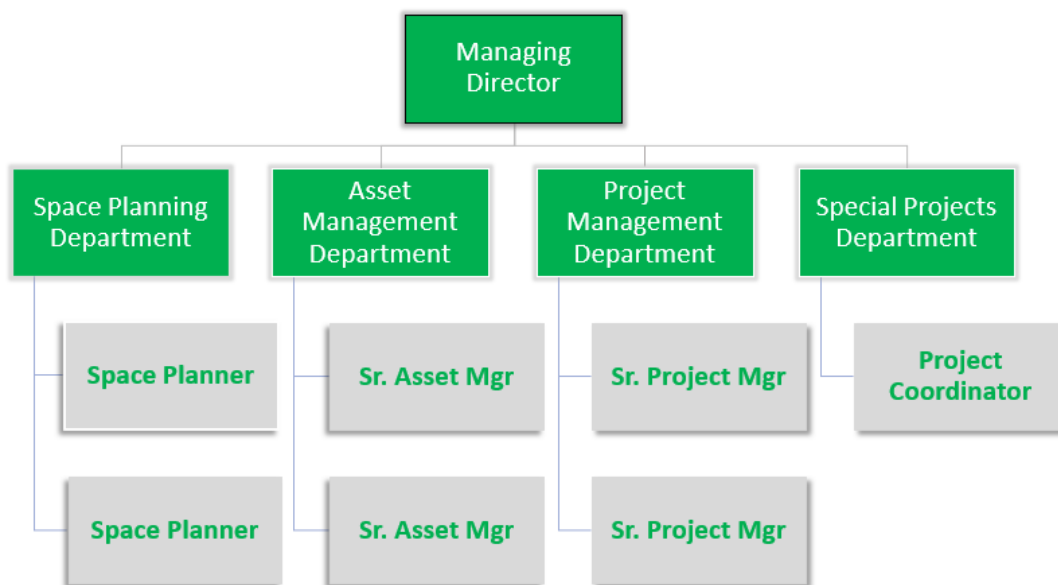 Managing
Director
Space Planning
Department
Asset
Management
Department
Project
Management
Department
Special Projects
Department
Space Planner
Sr. Asset Mgr
Sr. Project Mgr
Project
Coordinator
Space Planner
Sr. Asset Mgr
Sr. Project Mgr